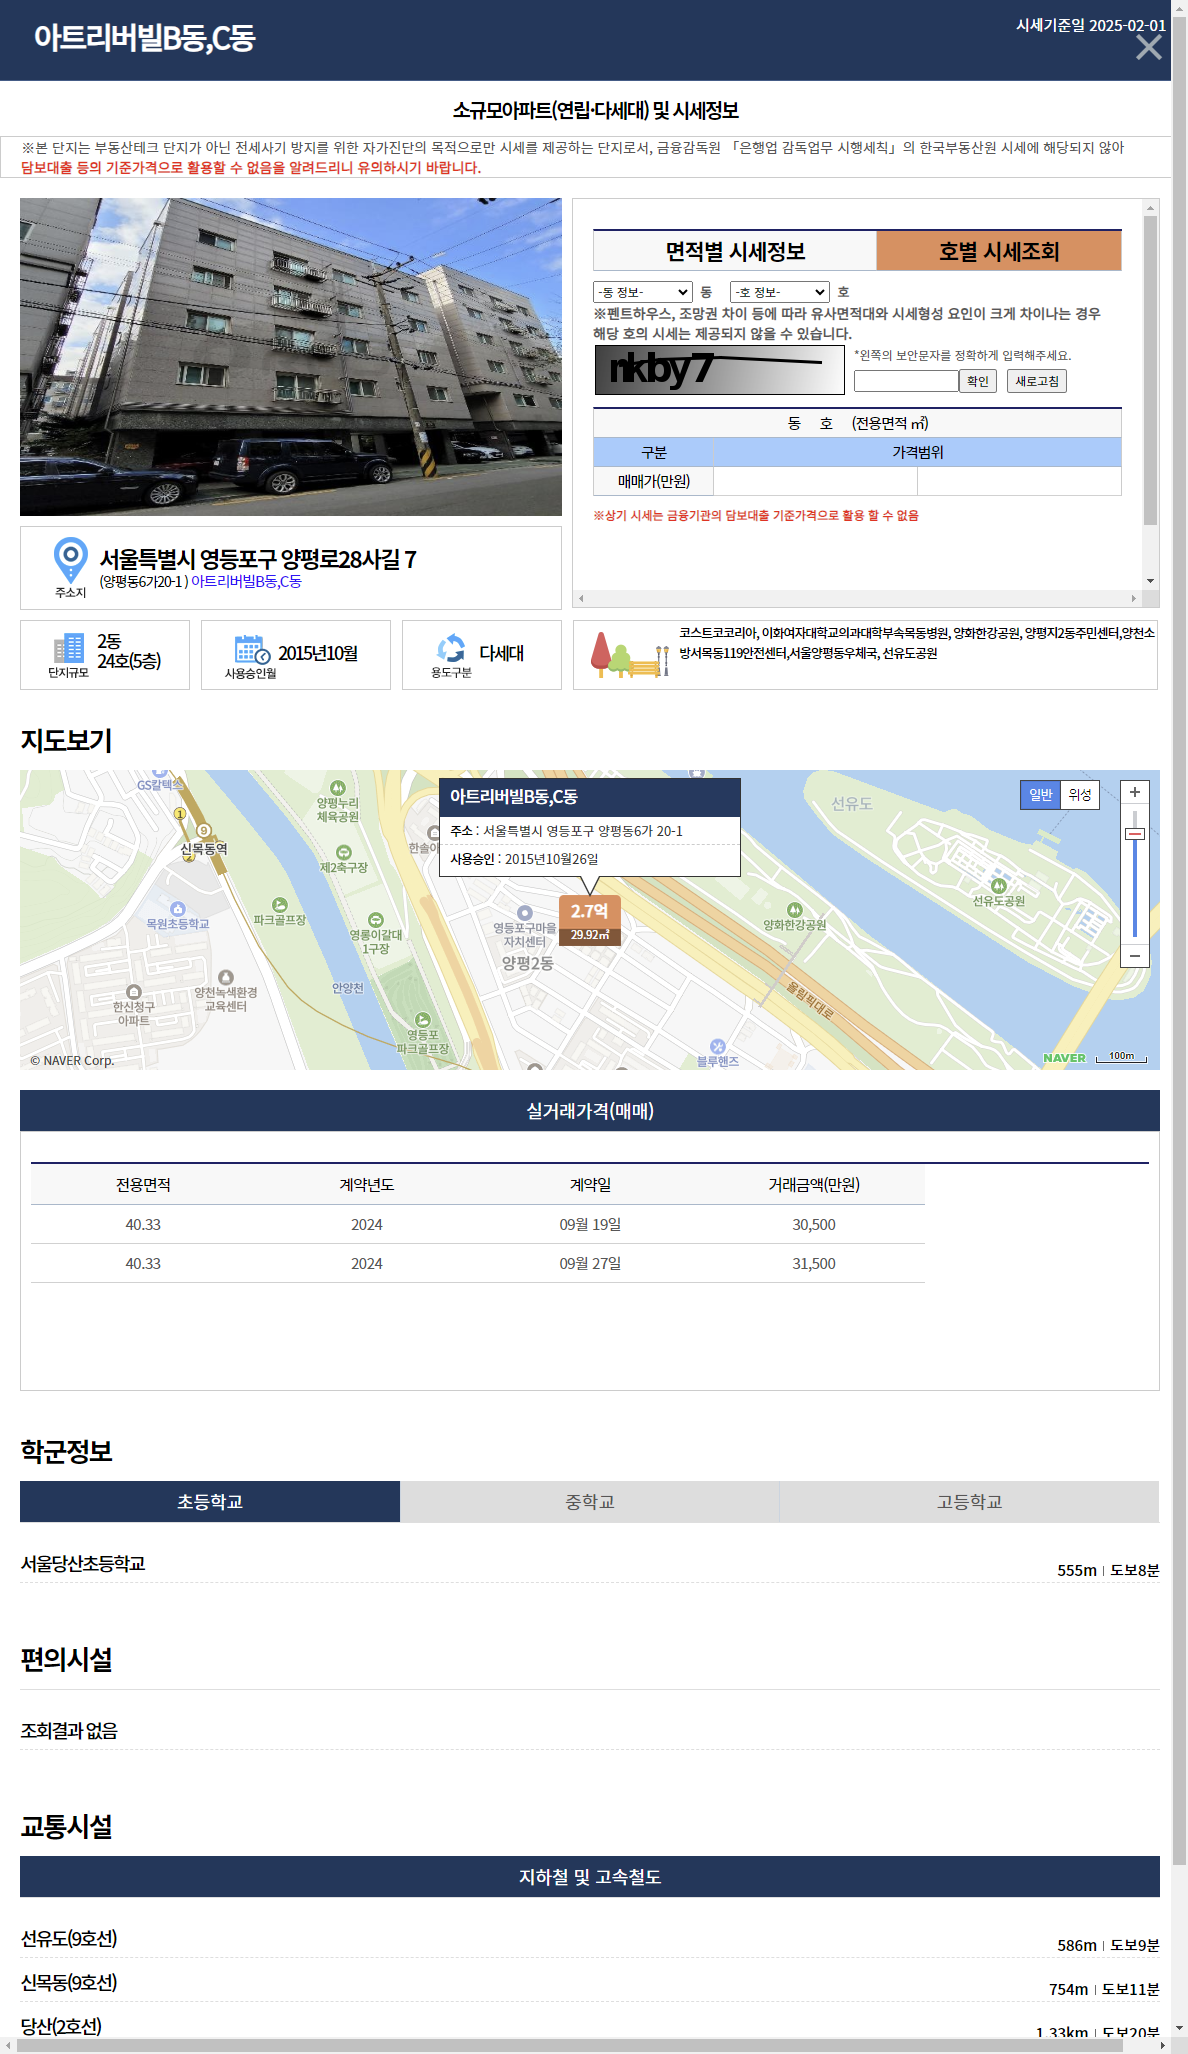 아트리버빌B동,C동
시세기준일 2025-02-01
소규모아파트(연립·다세대) 및 시세정보
※본 단지는 부동산테크 단지가 아닌 전세사기 방지를 위한 자가진단의 목적으로만 시세를 제공하는 단지로서, 금융감독원 「은행업 감독업무 시행세칙」의 한국부동산원 시세에 해당되지 않아
담보대출 등의 기준가격으로 활용할 수 없음을 알려드리니 유의하시기 바랍니다.
면적별 시세정보 호별 시세조회
-동 정보- 동 -호 정보- 호
※펜트하우스, 조망권 차이 등에 따라 유사면적대와 시세형성 요인이 크게 차이나는 경우
해당 호의 시세는 제공되지 않을 수 있습니다.
nkby7
*왼쪽의 보안문자를 정확하게 입력해주세요.
확인 새로고침
동 호 (전용면적 ㎡)
구분 가격범위
매매가(만원)
※상기 시세는 금융기관의 담보대출 기준가격으로 활용 할 수 없음
주소지
서울특별시 영등포구 양평로28사길 7
(양평동6가20-1 ) 아트리버빌B동,C동
단지규모
2동
24호(5층)
사용승인월
2015년10월
용도구분
다세대
코스트코코리아, 이화여자대학교의과대학부속목동병원, 양화한강공원, 양평지2동주민센터,양천소
방서목동119안전센터,서울양평동우체국, 선유도공원
지도보기
GS칼텍스
1
9
신목동역
2
양평누리
체육공원
제2축구장
한솔아
목원초등학교
파크골프장
영롱이갈대
1구장
한신청구
아파트
양천녹색환경
교육센터
안양천
영등포
파크골프장
아트리버빌B동,C동
주소 : 서울특별시 영등포구 양평동6가 20-1
사용승인 : 2015년10월26일
2.7억
29.92㎡
영등포구마을
자치센터
양평2동
블루핸즈
양화한강공원
올림픽대로
선유도
선유도공원
일반 위성
© NAVER Corp.
NAVER
100m
실거래가격(매매)
전용면적 계약년도 계약일 거래금액(만원)
40.33 2024 09월 19일 30,500
40.33 2024 09월 27일 31,500
학군정보
초등학교 중학교 고등학교
서울당산초등학교 555m | 도보8분
편의시설
조회결과 없음
교통시설
지하철 및 고속철도
선유도(9호선) 586m | 도보9분
신목동(9호선) 754m | 도보11분
당산(2호선) 1.33km | 도보20분